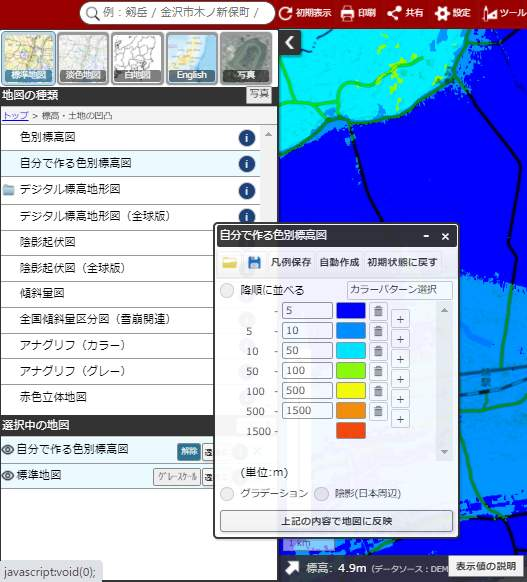 例：剱岳 / 金沢市木ノ新保町 /
初期表示 印刷 共有 設定 ツール
標準地図 淡色地図 白地図 English 写真
地図の種類 写真
トップ > 標高・土地の凹凸
色別標高図
自分で作る色別標高図
デジタル標高地形図
デジタル標高地形図（全球版）
陰影起伏図
陰影起伏図（全球版）
傾斜量図
全国傾斜量区分図（雪崩関連）
アナグリフ（カラー）
アナグリフ（グレー）
赤色立体地図
選択中の地図
自分で作る色別標高図 解除
標準地図 グレースケール
javascript:void(0);
自分で作る色別標高図 - ×
凡例保存 自動作成 初期状態に戻す
降順に並べる カラーパターン選択
- 5
5 - 10
10 - 50
50 - 100
100 - 500
500 - 1500
1500 -
(単位:m)
グラデーション 陰影(日本周辺)
上記の内容で地図に反映
1 km
標高: 4.9m (データソース：DEM
表示値の説明